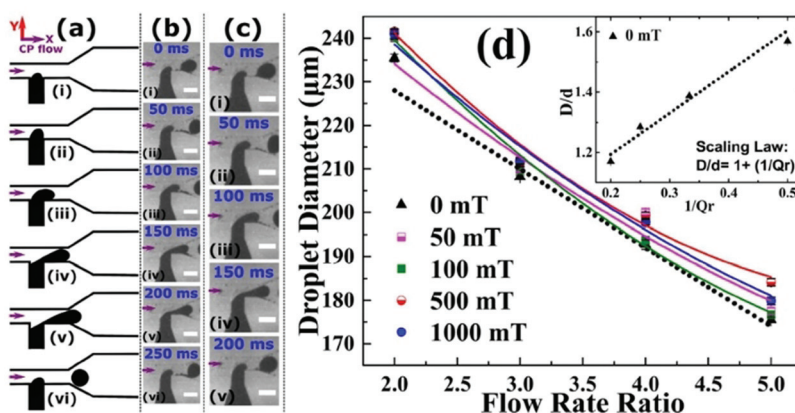 Y
X
CP flow
(a)
(i)
(ii)
(iii)
(iv)
(v)
(vi)
(b)
0 ms
(i)
50 ms
(ii)
100 ms
(iii)
150 ms
(iv)
200 ms
(v)
250 ms
(vi)
(c)
0 ms
(i)
50 ms
(ii)
100 ms
(iii)
150 ms
(iv)
200 ms
(v)
(d)
Droplet Diameter (μm)
240
230
220
210
200
190
180
170
2.0 2.5 3.0 3.5 4.0 4.5 5.0
Flow Rate Ratio
0 mT
50 mT
100 mT
500 mT
1000 mT
D/d
1.6
1.4
1.2
0 mT
Scaling Law:
D/d= 1+ (1/Qr)
0.2 0.3 0.4 0.5
1/Qr